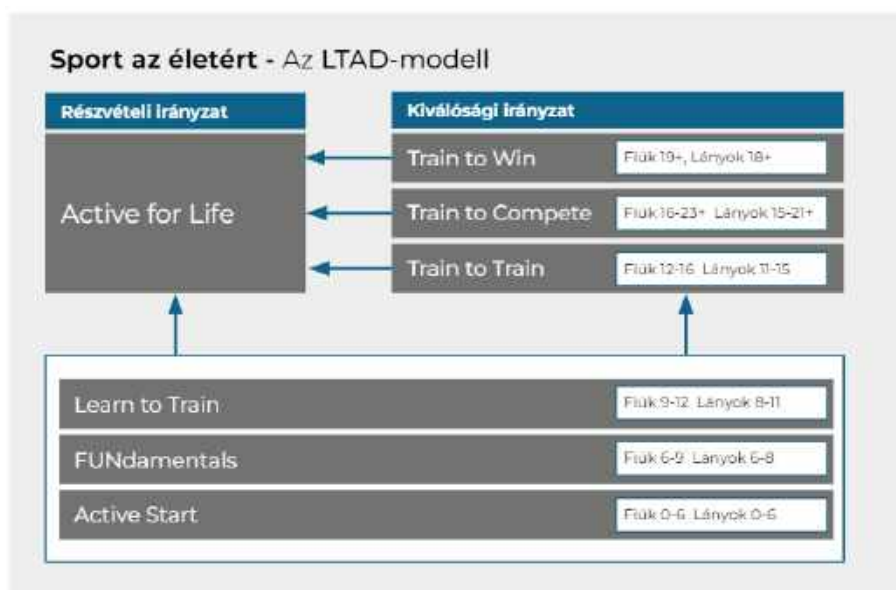 Sport az életért - Az LTAD-modell
Részvételi irányzat
Active for Life
Kiválósági irányzat
Train to Win
Fiúk 19+, Lányok 18+
Train to Compete
Fiúk 16-23+ Lányok 15-21+
Train to Train
Fiúk 12-16 Lányok 11-15
Learn to Train
Fiúk 9-12 Lányok 8-11
FUNdamentals
Fiúk 6-9 Lányok 6-8
Active Start
Fiúk 0-6 Lányok 0-6